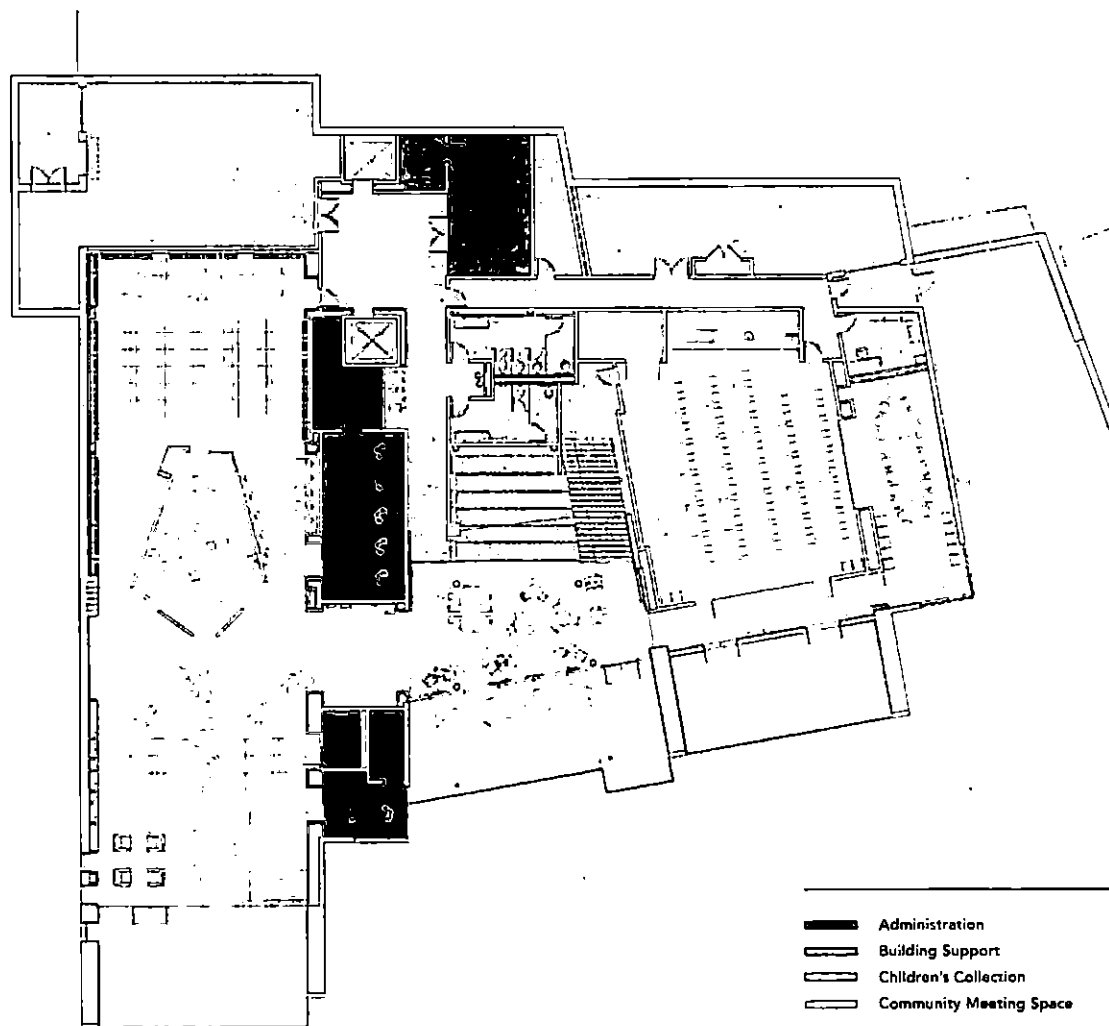 Administration
Building Support
Children's Collection
Community Meeting Space